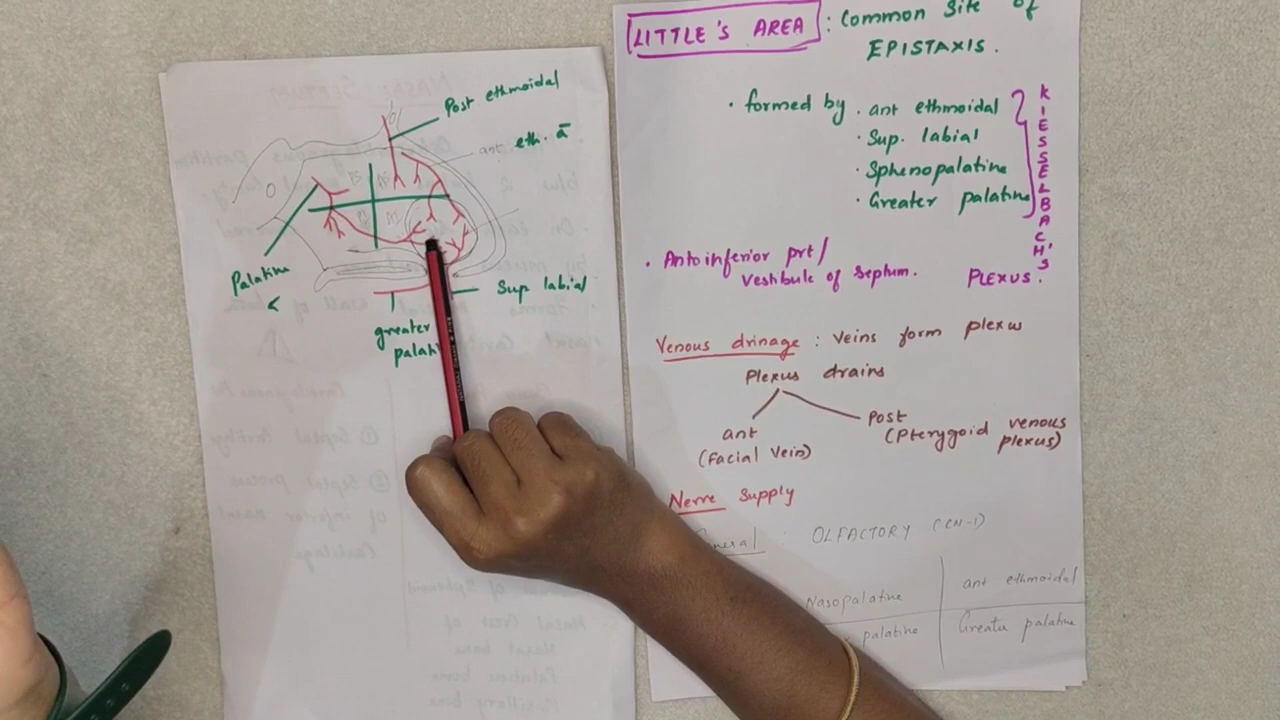 Post ethmoidal
ant eth. ā
Palatine
Sup labial
greater
palat
LITTLE'S AREA : Common Site of
EPISTAXIS.
• formed by • ant ethmoidal
• Sup. labial
• Sphenopalatine
• Greater palatine
KIESSELBACH'S
PLEXUS.
• Antoinferior prt/
Vestibule of Septum.
Venous drinage : Veins form plexus
Plexus drains
ant
(Facial Vein)
Post
(Pterygoid venous
plexus)
Nerve Supply
OLFACTORY (CN-1)
Nasopalatine
ant ethmoidal
palatine
Greater palatine